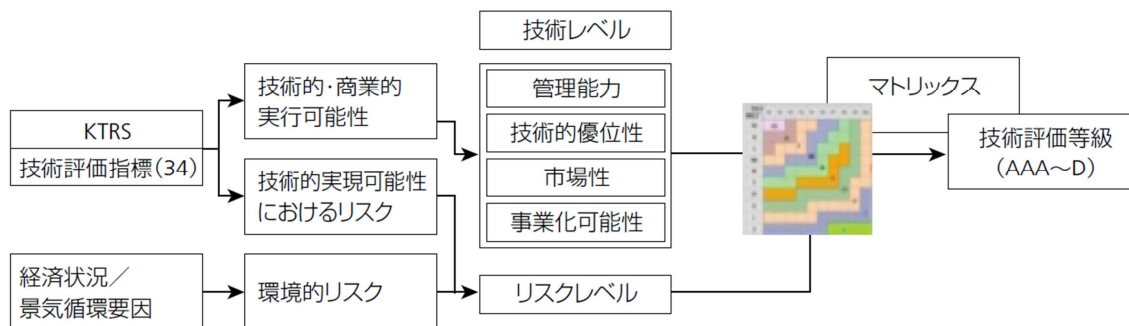 技術レベル
KTRS
技術評価指標(34)
技術的・商業的
実行可能性
技術的実現可能性
におけるリスク
経済状況／
景気循環要因
環境的リスク
管理能力
技術的優位性
市場性
事業化可能性
リスクレベル
マトリックス
技術評価等級
（AAA～D）